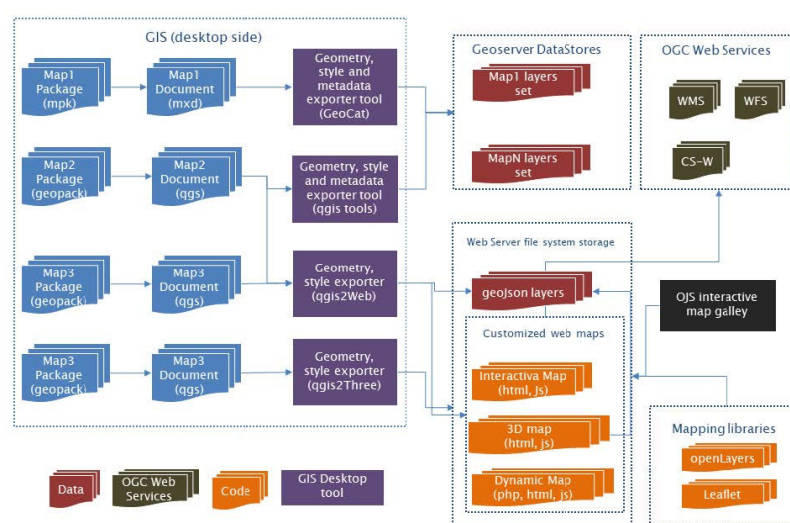 GIS (desktop side)
Map1
Package
(mpk)
Map1
Document
(mxd)
Geometry,
style and
metadata
exporter tool
(GeoCat)
Map2
Package
(geopack)
Map2
Document
(qgs)
Geometry, style
and metadata
exporter tool
(qgis tools)
Map3
Package
(geopack)
Map3
Document
(qgs)
Geometry,
style exporter
(qgis2Web)
Map3
Package
(geopack)
Map3
Document
(qgs)
Geometry,
style exporter
(qgis2Three)
Geoserver DataStores
Map1 layers
set
MapN layers
set
OGC Web Services
WMS
WFS
CS-W
Web Server file system storage
geoJson layers
Customized web maps
Interactiva Map
(html, Js)
3D map
(html, js)
Dynamic Map
(php, html, js)
OJS interactive
map galley
Mapping libraries
openLayers
Leaflet
Data
OGC Web
Services
Code
GIS Desktop
tool